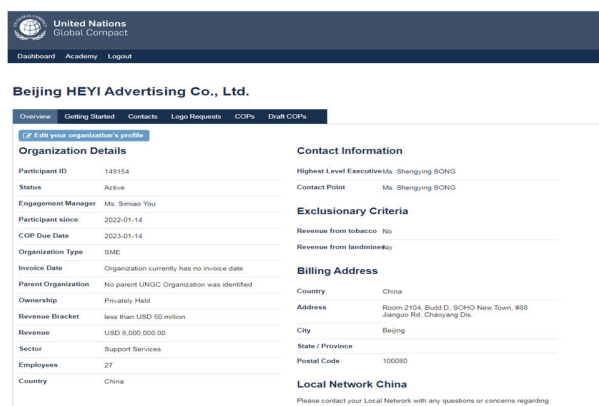 United Nations
Global Compact
Dashboard Academy Logout
Beijing HEYI Advertising Co., Ltd.
Overview Getting Started Contacts Logo Requests COPs Draft COPs
Edit your organization's profile
Organization Details
Participant ID 149154
Status Active
Engagement Manager Ms. Simiao You
Participant since 2022-01-14
COP Due Date 2023-01-14
Organization Type SME
Invoice Date Organization currently has no invoice date
Parent Organization No parent UNGC Organization was identified
Ownership Privately Held
Revenue Bracket less than USD 50 million
Revenue USD 8,000,000.00
Sector Support Services
Employees 27
Country China
Contact Information
Highest Level Executive Ms. Shengying SONG
Contact Point Ms. Shengying SONG
Exclusionary Criteria
Revenue from tobacco No
Revenue from landmines No
Billing Address
Country China
Address Room 2104, Build D, SOHO New Town, #88
Jianguo Rd. Chaoyang Dis.
City Beijing
State / Province
Postal Code 100080
Local Network China
Please contact your Local Network with any questions or concerns regarding